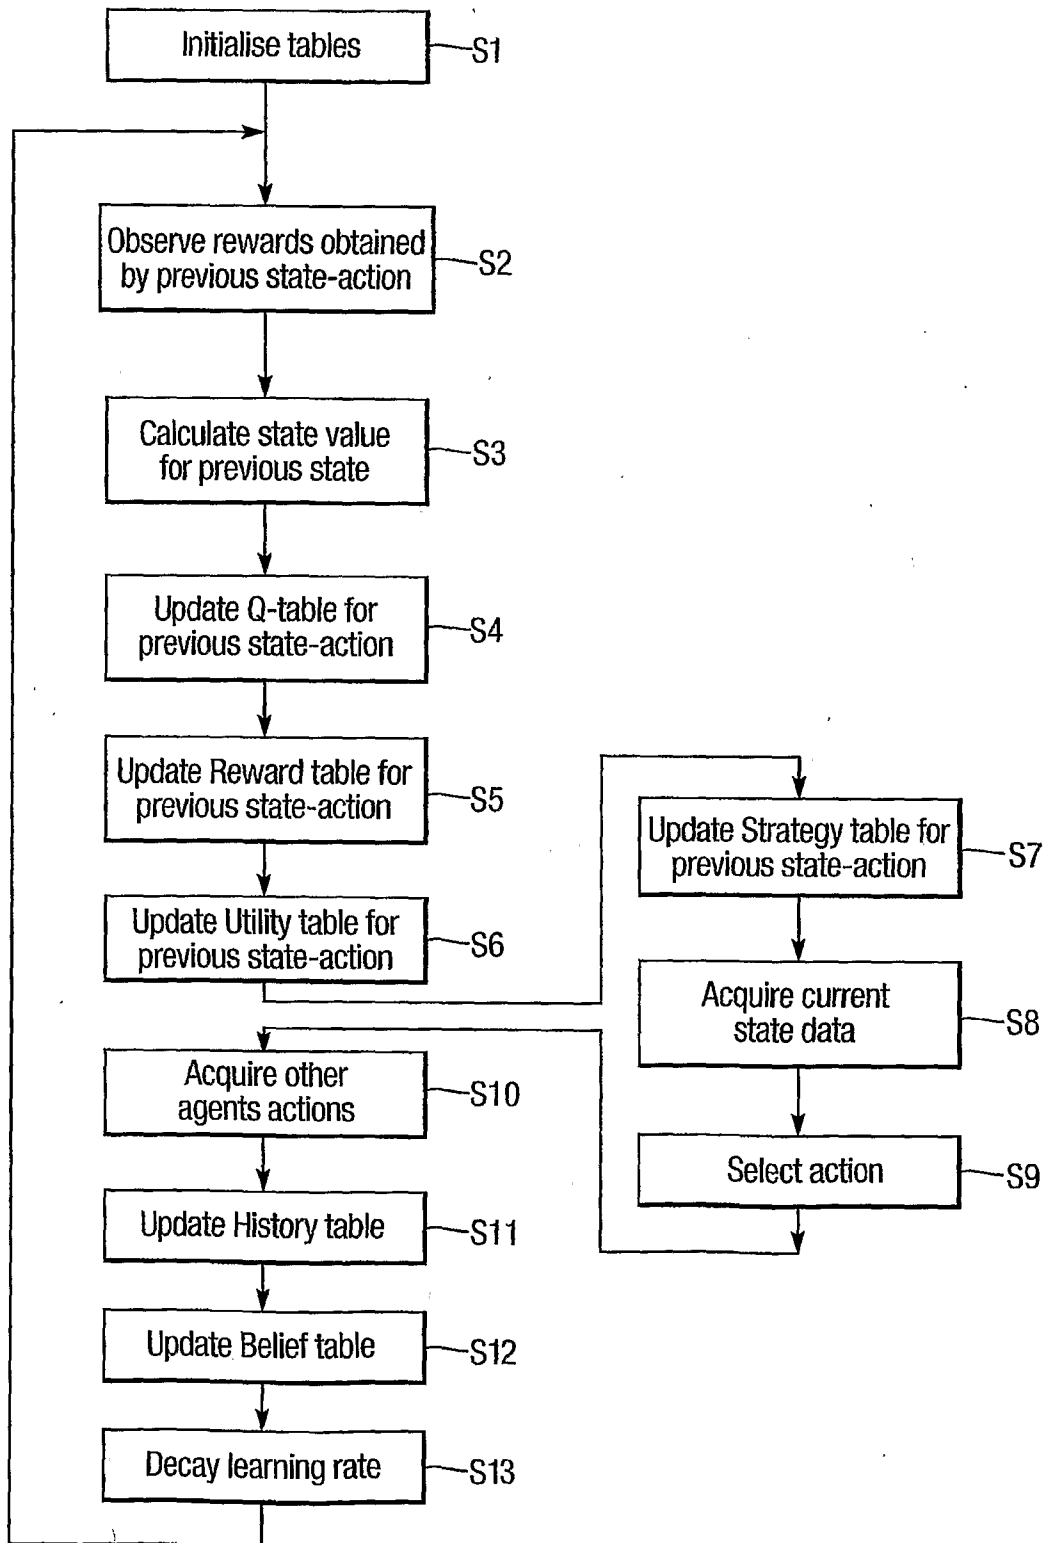 Initialise tables
S1
Observe rewards obtained
by previous state-action
S2
Calculate state value
for previous state
S3
Update Q-table for
previous state-action
S4
Update Reward table for
previous state-action
S5
Update Utility table for
previous state-action
S6
Update Strategy table for
previous state-action
S7
Acquire current
state data
S8
Select action
S9
Acquire other
agents actions
S10
Update History table
S11
Update Belief table
S12
Decay learning rate
S13